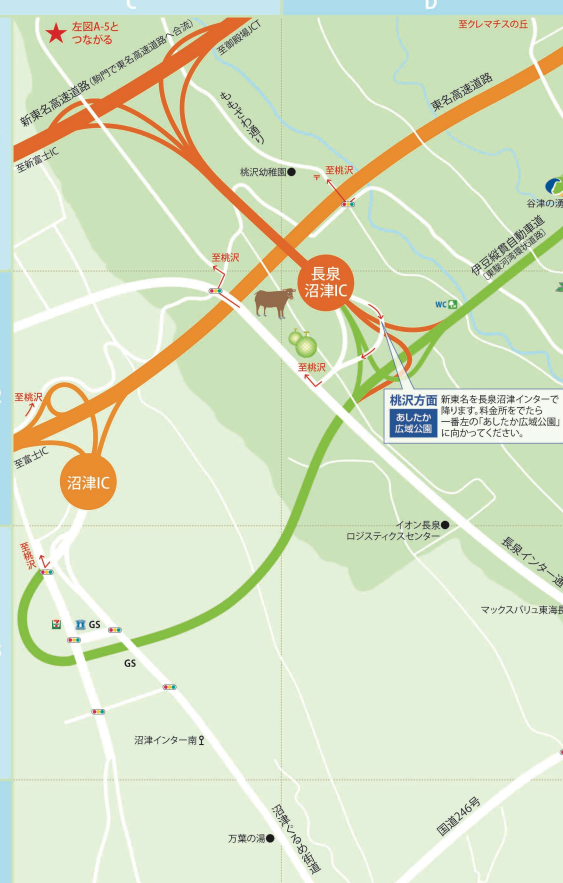 C
D
左図A-5と
つながる
新東名高速道路(駒門で東名高速道路へ合流)
至御殿場JCT
至クレマチスの丘
東名高速道路
ももざわ通り
至新富士IC
桃沢幼稚園
〒
至桃沢
谷津の湧
伊豆縦貫自動車道
(東駿河湾環状道路)
至桃沢
長泉
沼津IC
WC
至桃沢
至桃沢
桃沢方面
あしたか
広域公園
新東名を長泉沼津インターで
降ります。料金所をでたら
一番左の「あしたか広域公園」
に向かってください。
至富士IC
沼津IC
イオン長泉
ロジスティクスセンター
長泉インター通
至桃沢
マックスバリュ東海長
GS
GS
沼津インター南
国道246号
沼津ぐるめ街道
万葉の湯